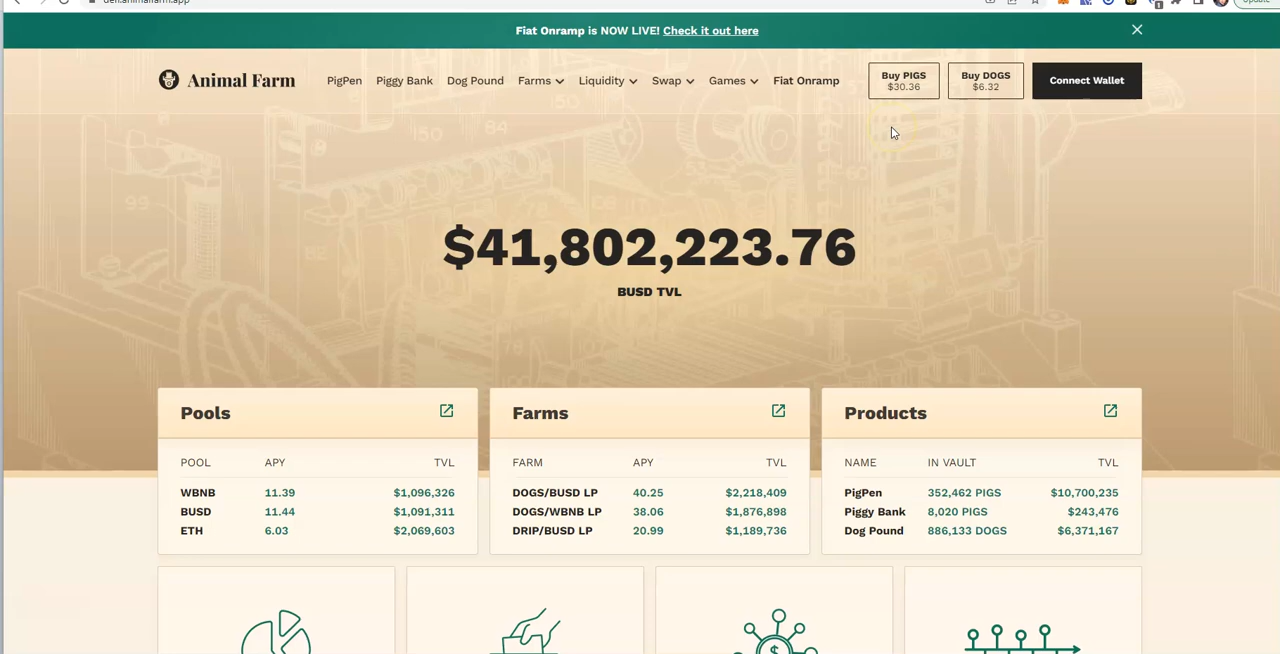 defi.animalfarm.app
Update
Fiat Onramp is NOW LIVE! Check it out here
Animal Farm
PigPen
Piggy Bank
Dog Pound
Farms
Liquidity
Swap
Games
Fiat Onramp
Buy PIGS
$30.36
Buy DOGS
$6.32
Connect Wallet
$41,802,223.76
BUSD TVL
Pools
POOL APY TVL
WBNB 11.39 $1,096,326
BUSD 11.44 $1,091,311
ETH 6.03 $2,069,603
Farms
FARM APY TVL
DOGS/BUSD LP 40.25 $2,218,409
DOGS/WBNB LP 38.06 $1,876,898
DRIP/BUSD LP 20.99 $1,189,736
Products
NAME IN VAULT TVL
PigPen 352,462 PIGS $10,700,235
Piggy Bank 8,020 PIGS $243,476
Dog Pound 886,133 DOGS $6,371,167